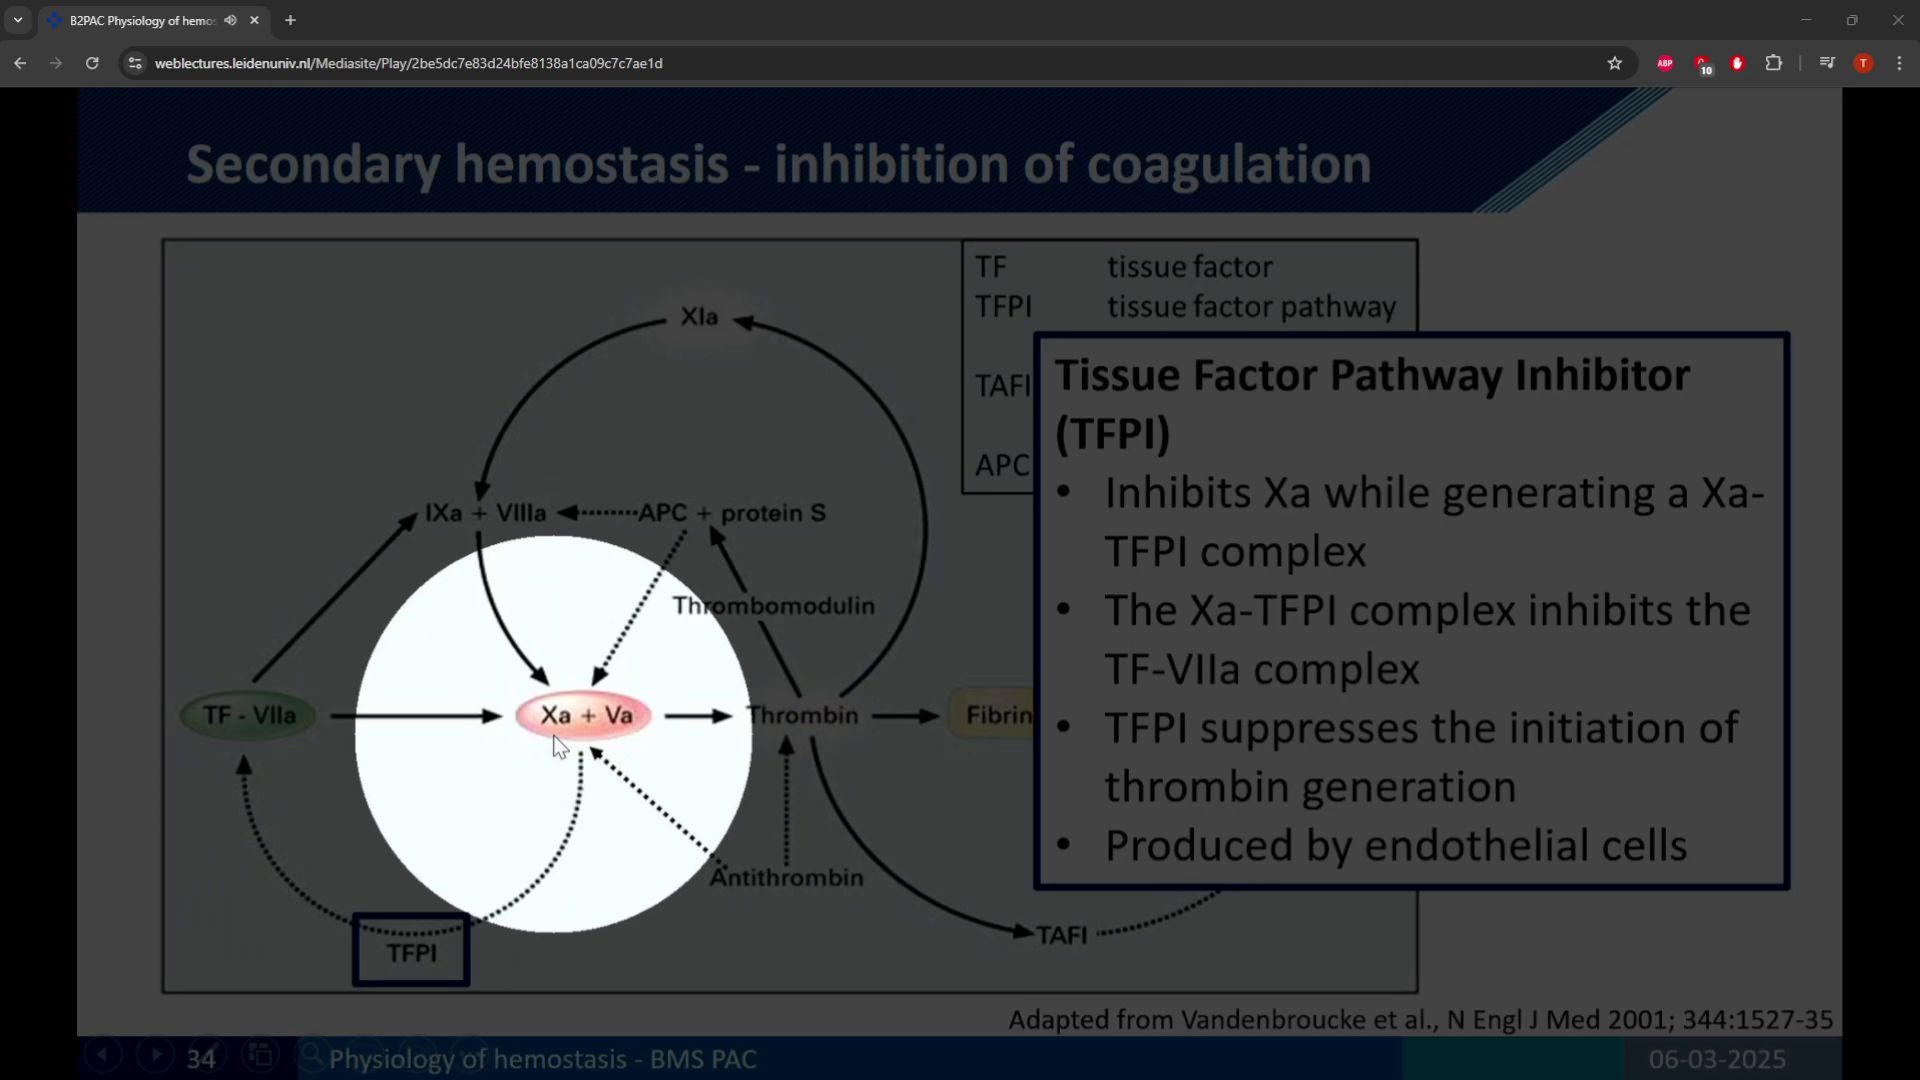 B2PAC Physiology of hemos
weblectures.leidenuniv.nl/Mediasite/Play/2be5dc7e83d24bfe8138a1ca09c7c7ae1d
ABP
10
T
Secondary hemostasis - inhibition of coagulation
TF tissue factor
TFPI tissue factor pathway
TAFI
APC
Tissue Factor Pathway Inhibitor
(TFPI)
• Inhibits Xa while generating a Xa-
TFPI complex
• The Xa-TFPI complex inhibits the
TF-VIIa complex
• TFPI suppresses the initiation of
thrombin generation
• Produced by endothelial cells
XIa
IXa + VIIIa
APC + protein S
Thrombomodulin
TF - VIIa
Xa + Va
Thrombin
Fibrin
Antithrombin
TFPI
TAFI
Adapted from Vandenbroucke et al., N Engl J Med 2001; 344:1527-35
34
Physiology of hemostasis - BMS PAC
06-03-2025